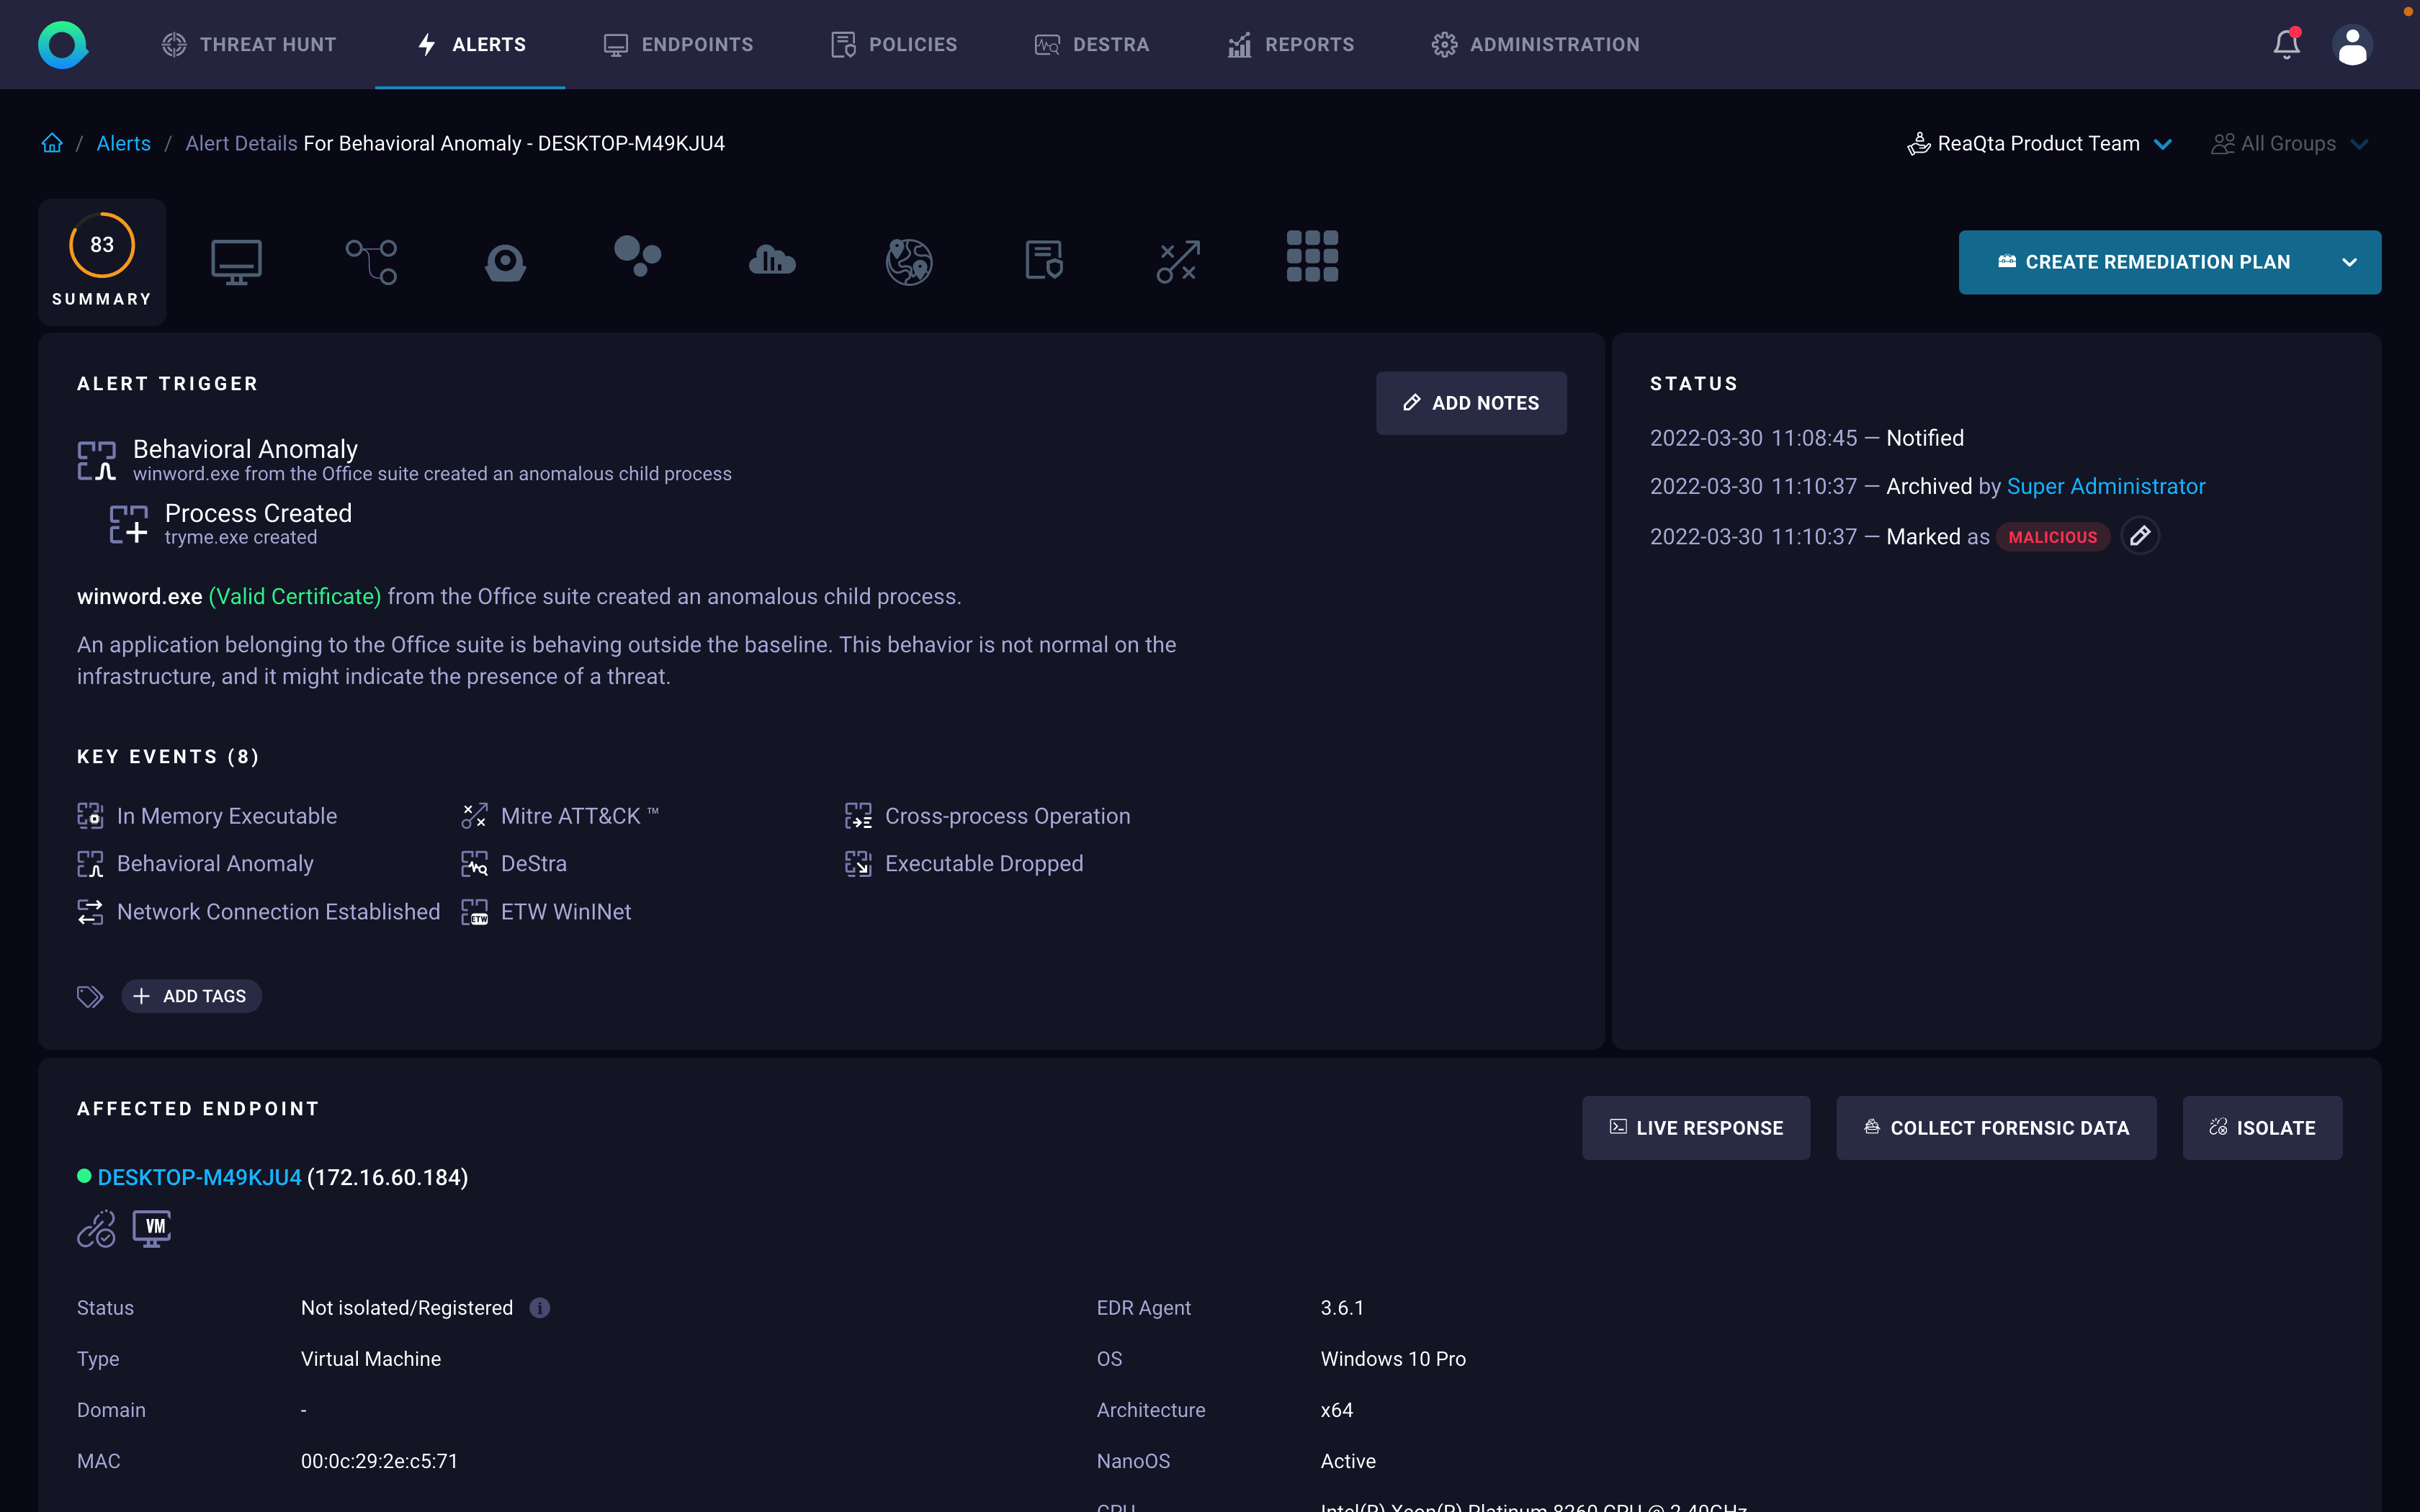 THREAT HUNT ALERTS ENDPOINTS POLICIES DESTRA REPORTS ADMINISTRATION
/ Alerts / Alert Details For Behavioral Anomaly - DESKTOP-M49KJU4
ReaQta Product Team All Groups
83
SUMMARY
CREATE REMEDIATION PLAN
ALERT TRIGGER
ADD NOTES
Behavioral Anomaly
winword.exe from the Office suite created an anomalous child process
Process Created
tryme.exe created
winword.exe (Valid Certificate) from the Office suite created an anomalous child process.
An application belonging to the Office suite is behaving outside the baseline. This behavior is not normal on the
infrastructure, and it might indicate the presence of a threat.
KEY EVENTS (8)
In Memory Executable Mitre ATT&CK ™ Cross-process Operation
Behavioral Anomaly DeStra Executable Dropped
Network Connection Established ETW ETW WinINet
ADD TAGS
STATUS
2022-03-30 11:08:45 — Notified
2022-03-30 11:10:37 — Archived by Super Administrator
2022-03-30 11:10:37 — Marked as MALICIOUS
AFFECTED ENDPOINT
LIVE RESPONSE COLLECT FORENSIC DATA ISOLATE
DESKTOP-M49KJU4 (172.16.60.184)
VM
Status Not isolated/Registered EDR Agent 3.6.1
Type Virtual Machine OS Windows 10 Pro
Domain - Architecture x64
MAC 00:0c:29:2e:c5:71 NanoOS Active
CPU Intel(R) Xeon(R) Platinum 8260 CPU @ 2.40GHz